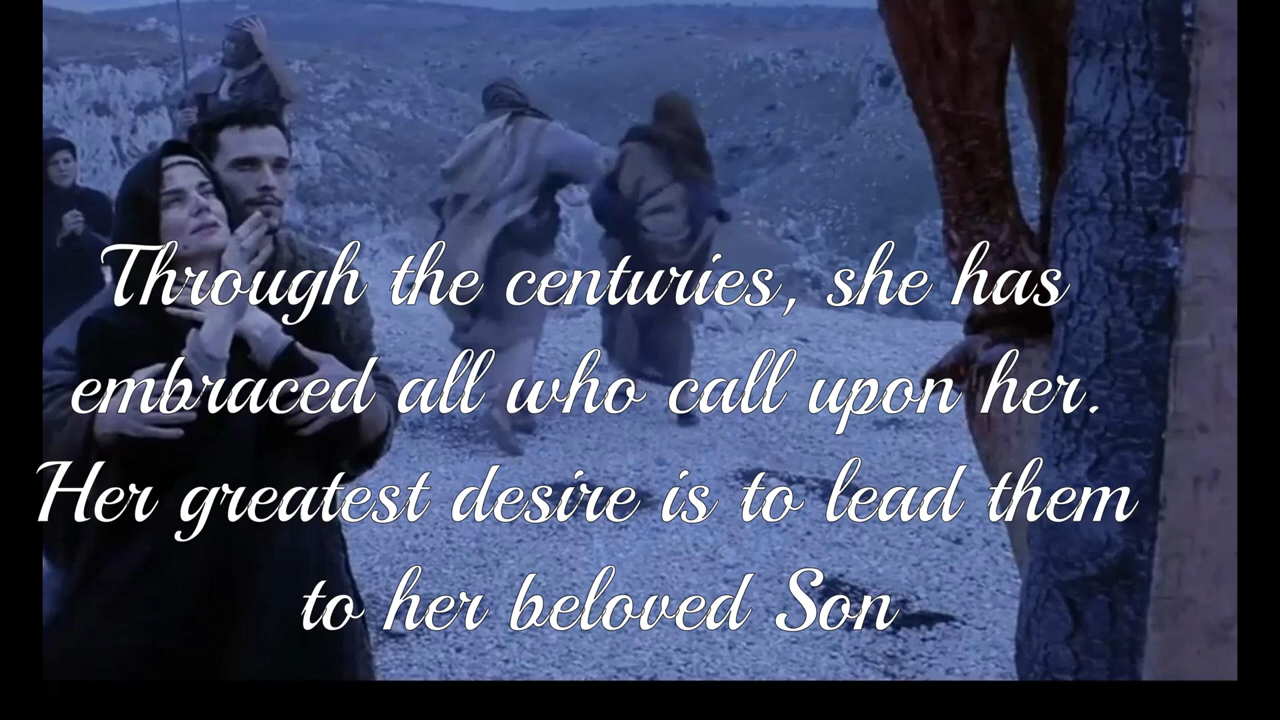 Through the centuries, she has
embraced all who call upon her.
Her greatest desire is to lead them
to her beloved Son